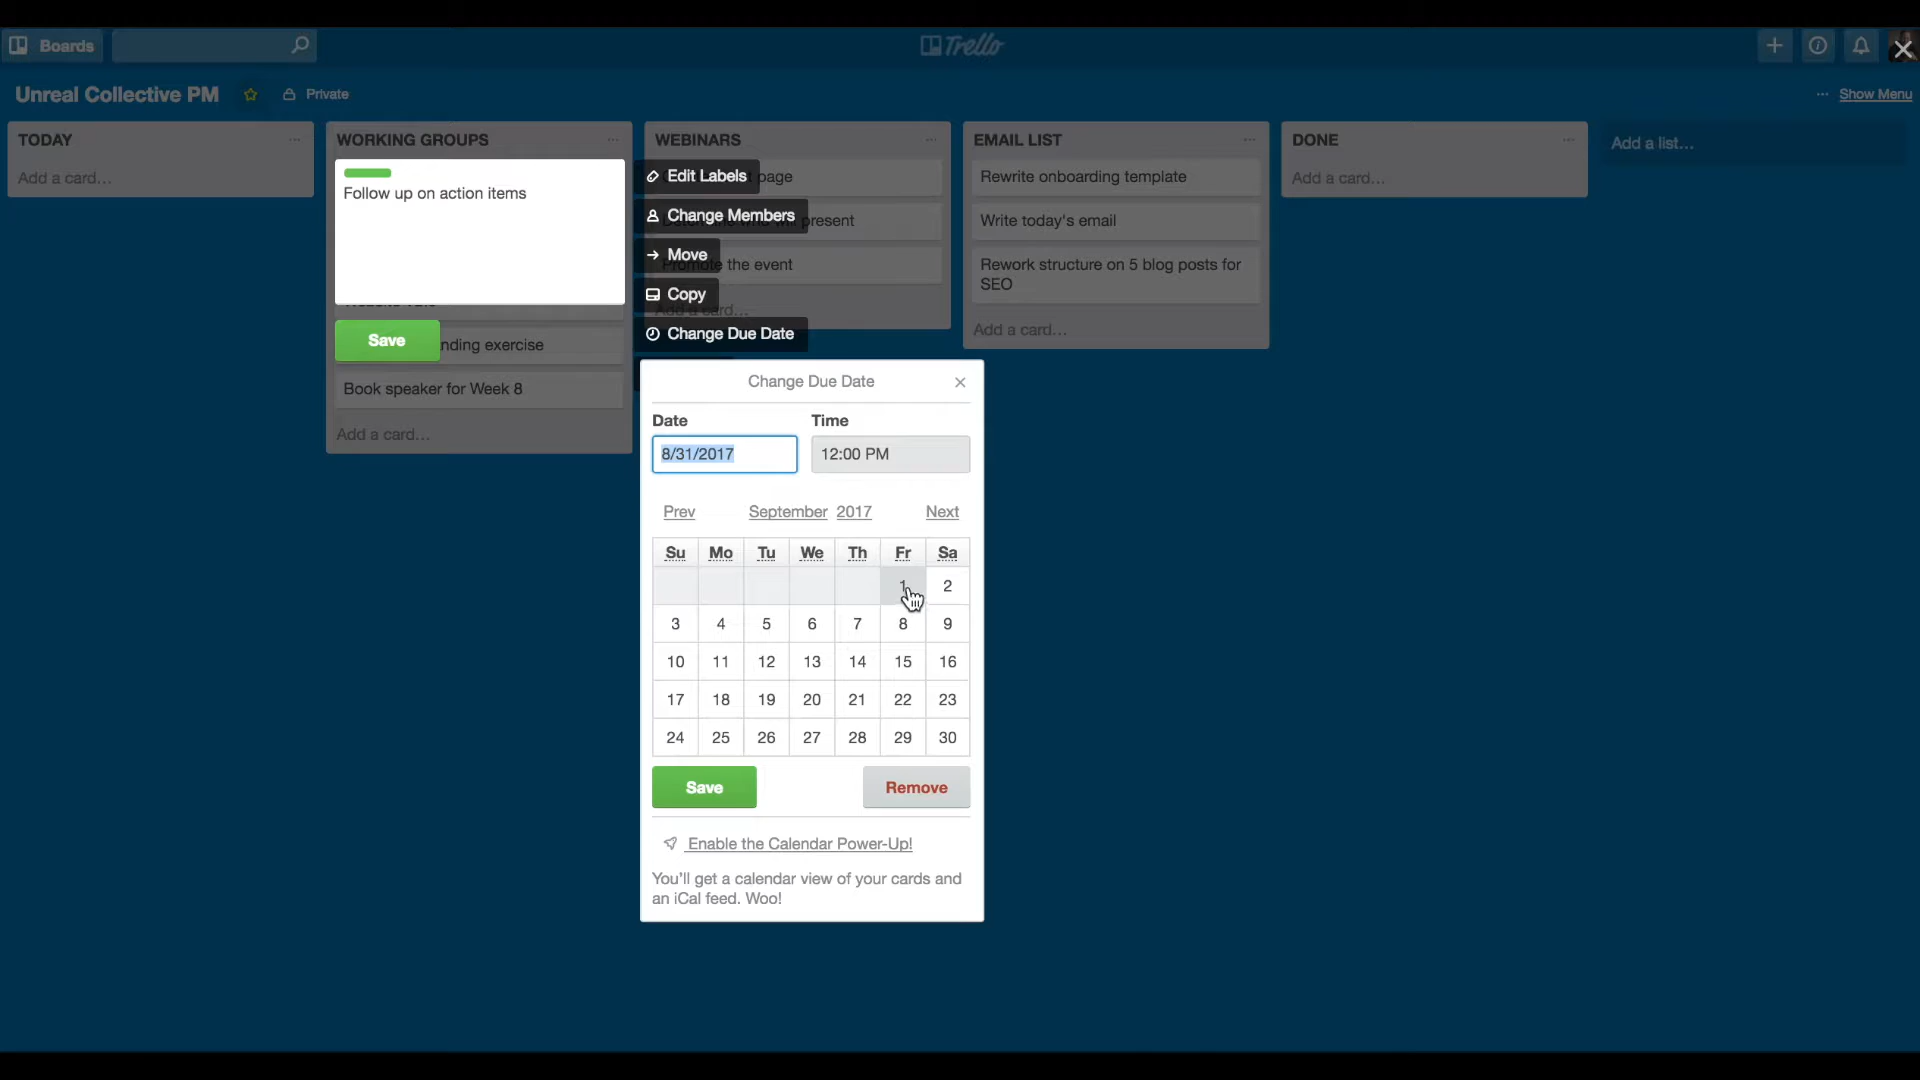 Boards
Trello
Unreal Collective PM
Private
Show Menu
TODAY
Add a card...
WORKING GROUPS
Follow up on action items
Save
nding exercise
Book speaker for Week 8
Add a card...
WEBINARS
page
present
Promote the event
Add a card...
Edit Labels
Change Members
Move
Copy
Change Due Date
EMAIL LIST
Rewrite onboarding template
Write today's email
Rework structure on 5 blog posts for
SEO
Add a card...
DONE
Add a card...
Add a list...
Change Due Date
Date Time
8/31/2017 12:00 PM
Prev September 2017 Next
Su Mo Tu We Th Fr Sa
1 2
3 4 5 6 7 8 9
10 11 12 13 14 15 16
17 18 19 20 21 22 23
24 25 26 27 28 29 30
Save Remove
Enable the Calendar Power-Up!
You'll get a calendar view of your cards and
an iCal feed. Woo!